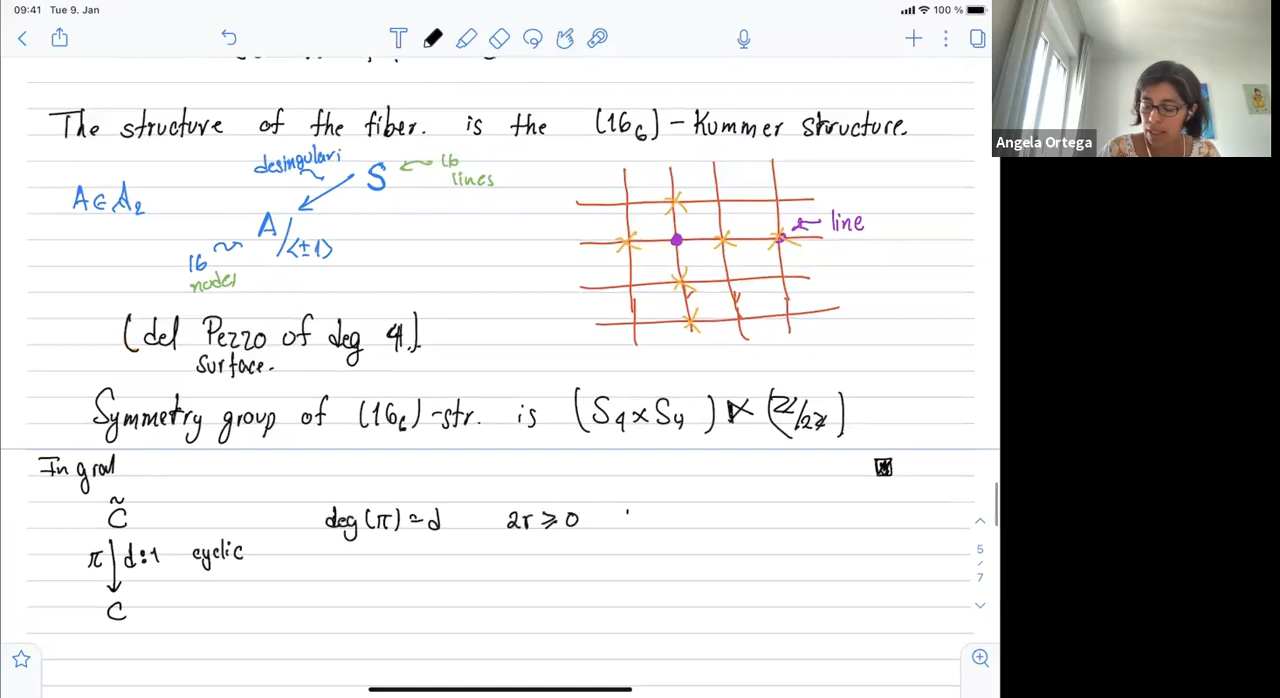 09:41 Tue 9. Jan
100 %
Angela Ortega
The structure of the fiber. is the (16₆) - Kummer structure.
desingulari
S ← 16 lines
A ∈ A₂
A/⟨±1⟩
16 nodes
← line
(del Pezzo of deg 4.)
surface.
Symmetry group of (16₆)-str. is (S₄ × S₄) ⋊ (ℤ/2ℤ)
In gral
C̃
deg(π) = d 2r ≥ 0
π ↓ d:1 cyclic
C
5
/
7